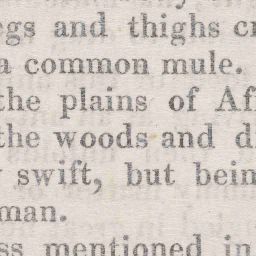 egs and thighs cr
a common mule.
the plains of Af
the woods and d
swift, but bein
man.
ss mentioned in